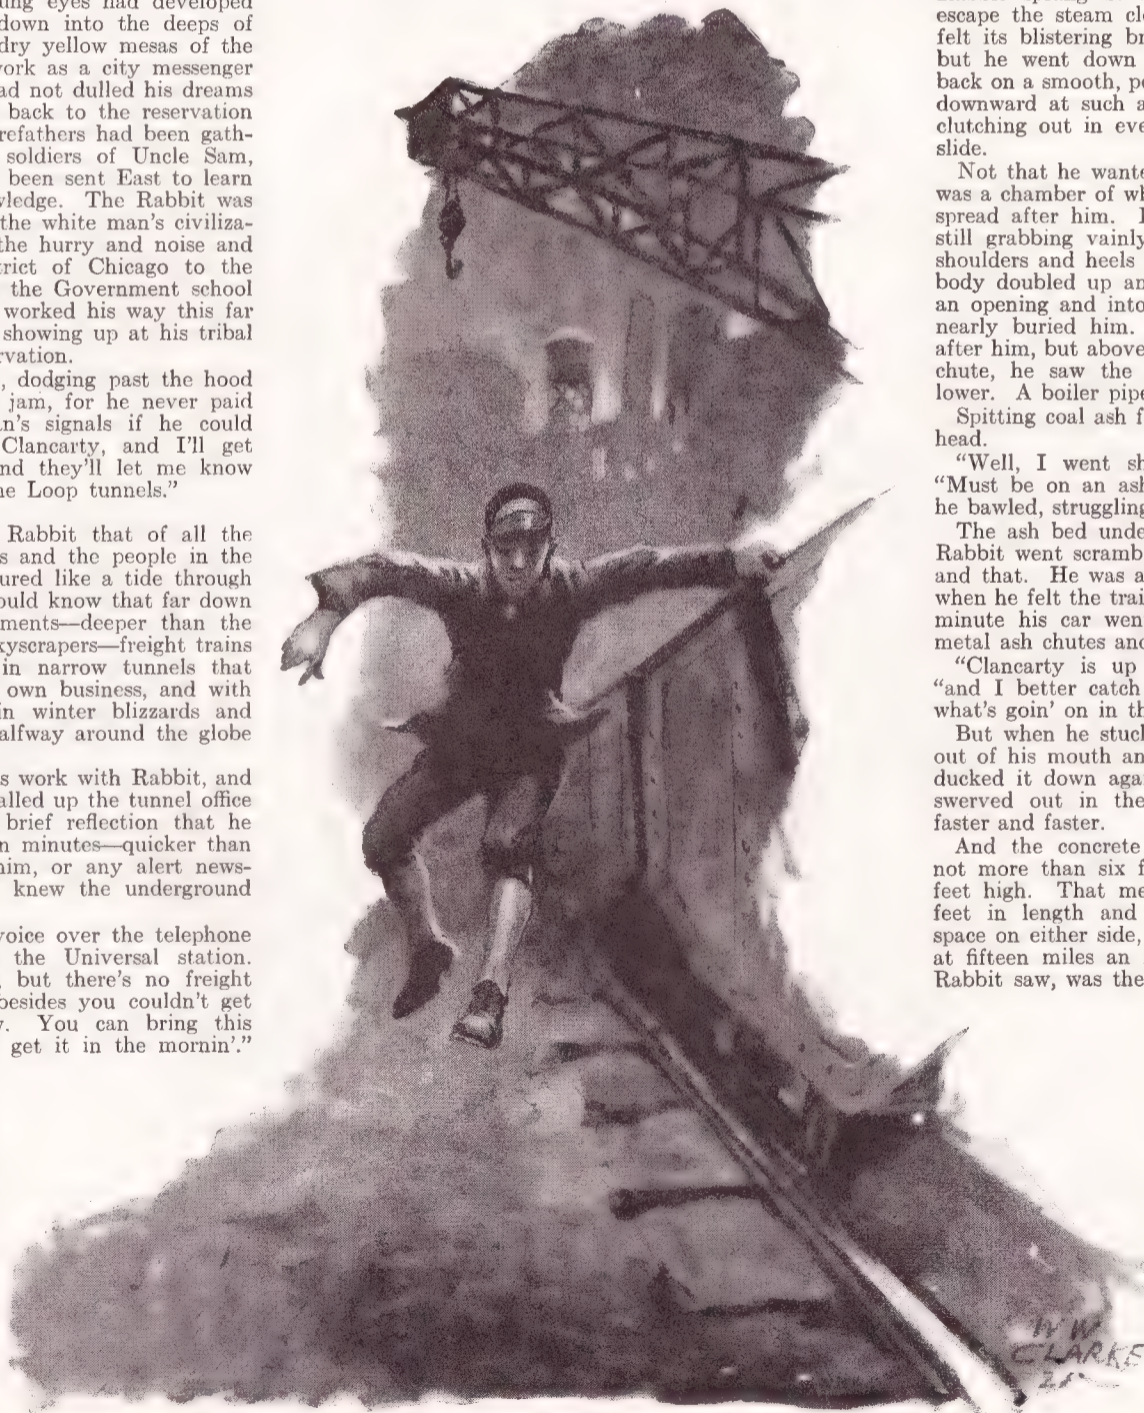 ung eyes had developed
down into the deeps of
dry yellow mesas of the
work as a city messenger
ad not dulled his dreams
back to the reservation
refathers had been gath-
soldiers of Uncle Sam,
been sent East to learn
vledge. The Rabbit was
the white man's civiliza-
the hurry and noise and
trict of Chicago to the
the Government school
worked his way this far
showing up at his tribal
rvation.
, dodging past the hood
jam, for he never paid
an's signals if he could
Clancarty, and I'll get
nd they'll let me know
he Loop tunnels."
Rabbit that of all the
s and the people in the
ured like a tide through
ould know that far down
ments—deeper than the
kyscrapers—freight trains
in narrow tunnels that
own business, and with
in winter blizzards and
alfway around the globe
s work with Rabbit, and
alled up the tunnel office
brief reflection that he
n minutes—quicker than
him, or any alert news-
knew the underground
voice over the telephone
the Universal station.
, but there's no freight
besides you couldn't get
y. You can bring this
get it in the mornin'."
escape the steam cl
felt its blistering br
but he went down
back on a smooth, po
downward at such a
clutching out in eve
slide.
Not that he wante
was a chamber of wh
spread after him. I
still grabbing vainly
shoulders and heels
body doubled up an
an opening and into
nearly buried him.
after him, but above
chute, he saw the
lower. A boiler pipe
Spitting coal ash f
head.
"Well, I went sh
"Must be on an ash
he bawled, struggling
The ash bed unde
Rabbit went scramb
and that. He was a
when he felt the trai
minute his car wen
metal ash chutes and
"Clancarty is up
"and I better catch
what's goin' on in th
But when he stuck
out of his mouth an
ducked it down aga
swerved out in the
faster and faster.
And the concrete
not more than six f
feet high. That me
feet in length and
space on either side,
at fifteen miles an
Rabbit saw, was the
W W
CLARKE